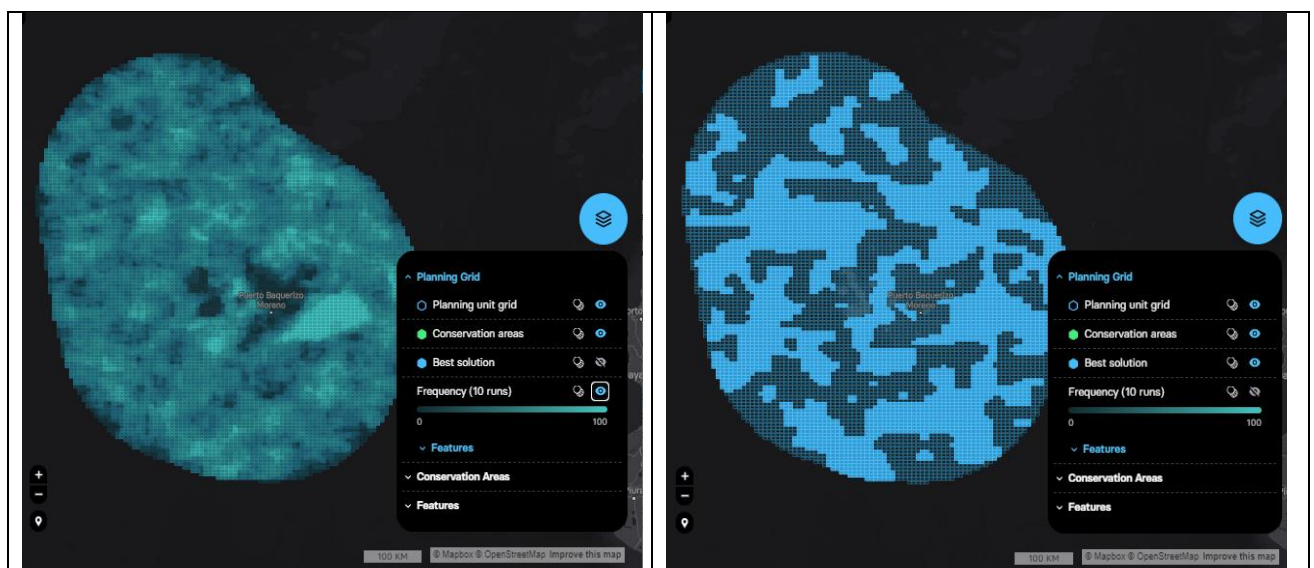 Puerto Baquerizo
Moreno
Planning Grid
Planning unit grid
Conservation areas
Best solution
Frequency (10 runs)
0 100
Features
Conservation Areas
Features
+
−
100 KM © Mapbox © OpenStreetMap Improve this map
Puerto Baquerizo
Moreno
Planning Grid
Planning unit grid
Conservation areas
Best solution
Frequency (10 runs)
0 100
Features
Conservation Areas
Features
+
−
100 KM © Mapbox © OpenStreetMap Improve this map